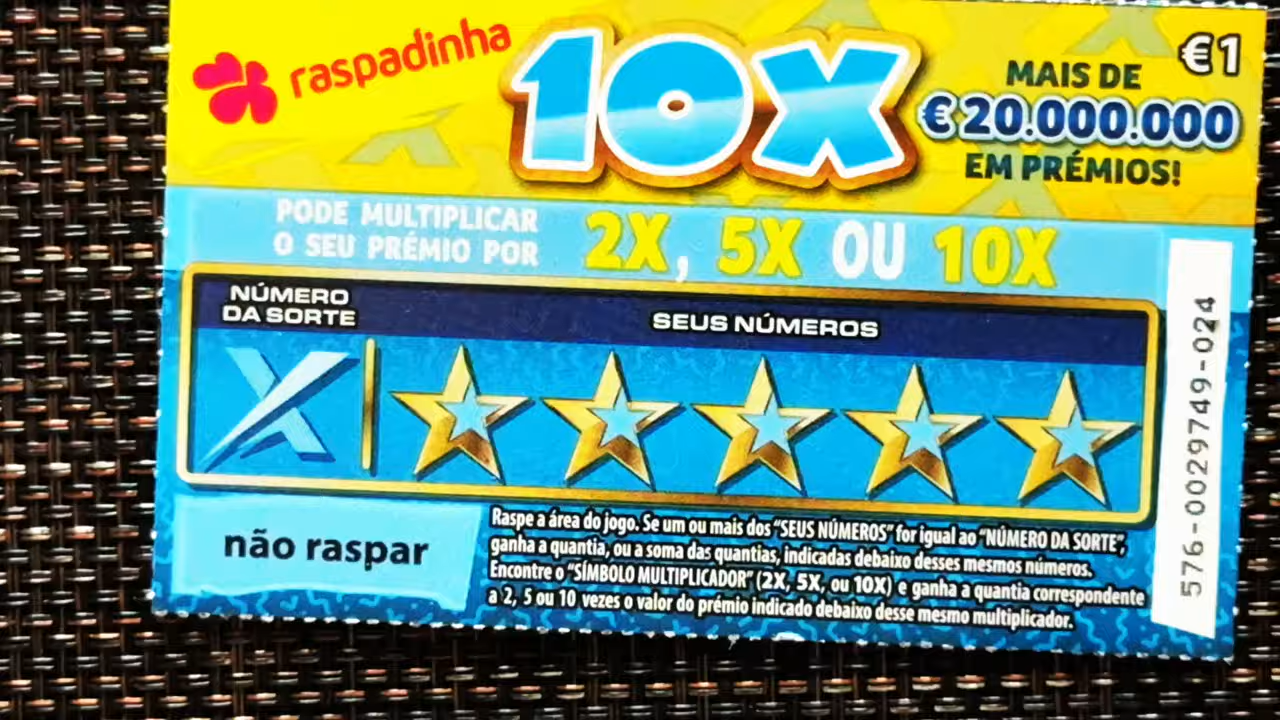 raspadinha
10X
€1
MAIS DE
€20.000.000
EM PRÉMIOS!
PODE MULTIPLICAR
O SEU PRÉMIO POR
2X, 5X OU 10X
NÚMERO
DA SORTE
SEUS NÚMEROS
X
não raspar
Raspe a área do jogo. Se um ou mais dos "SEUS NÚMEROS" for igual ao "NÚMERO DA SORTE",
ganha a quantia, ou a soma das quantias, indicadas debaixo desses mesmos números.
Encontre o "SÍMBOLO MULTIPLICADOR" (2X, 5X, ou 10X) e ganha a quantia correspondente
a 2, 5 ou 10 vezes o valor do prémio indicado debaixo desse mesmo multiplicador.
576-0029749-024